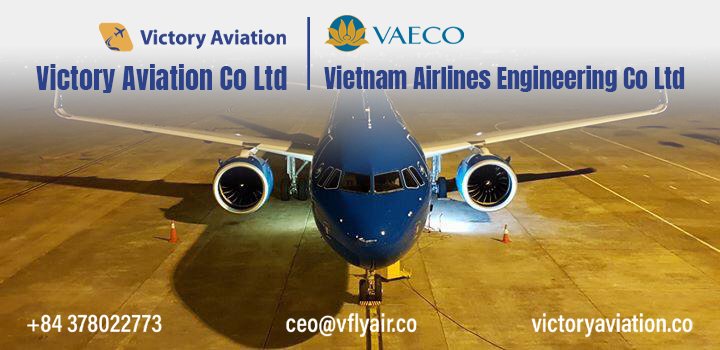 Victory Aviation
VAECO
Victory Aviation Co Ltd
Vietnam Airlines Engineering Co Ltd
+84 378022773
ceo@vflyair.co
victoryaviation.co